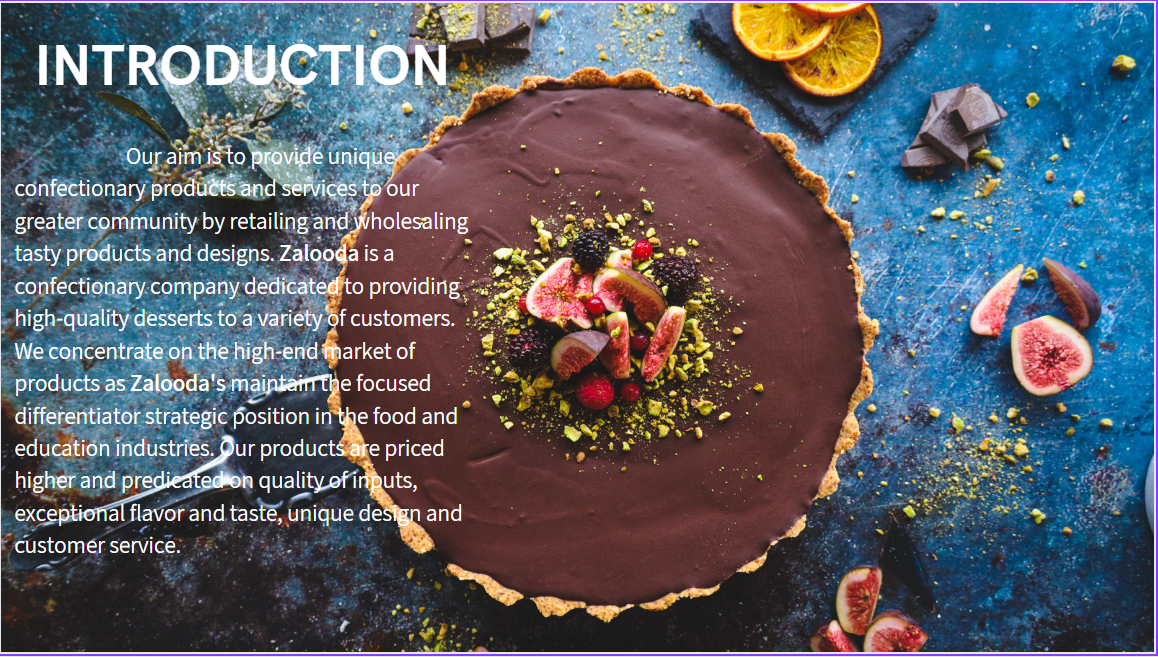 INTRODUCTION
Our aim is to provide unique
confectionary products and services to our
greater community by retailing and wholesaling
tasty products and designs. Zalooda is a
confectionary company dedicated to providing
high-quality desserts to a variety of customers.
We concentrate on the high-end market of
products as Zalooda's maintain the focused
differentiator strategic position in the food and
education industries. Our products are priced
higher and predicated on quality of inputs,
exceptional flavor and taste, unique design and
customer service.